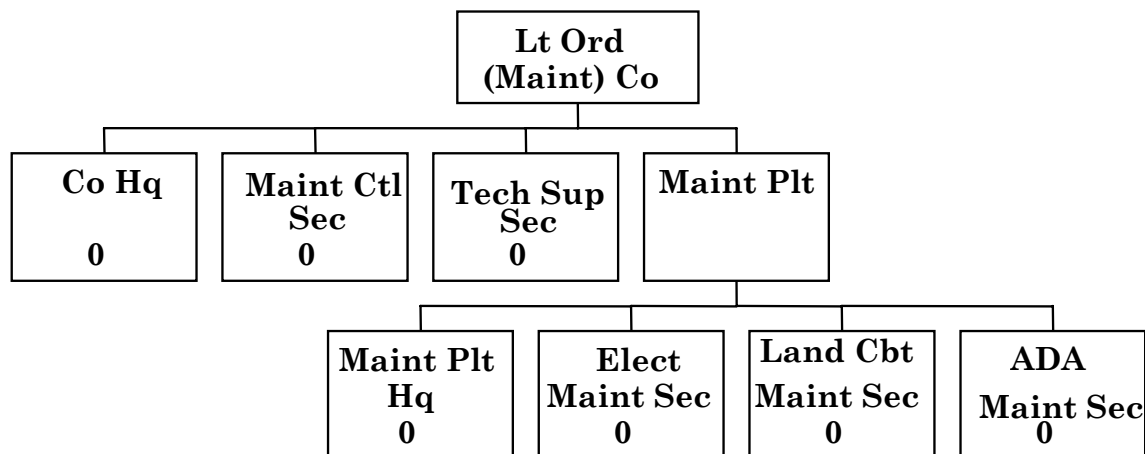 Lt Ord
(Maint) Co
Co Hq
0
Maint Ctl
Sec
0
Tech Sup
Sec
0
Maint Plt
Maint Plt
Hq
0
Elect
Maint Sec
0
Land Cbt
Maint Sec
0
ADA
Maint Sec
0